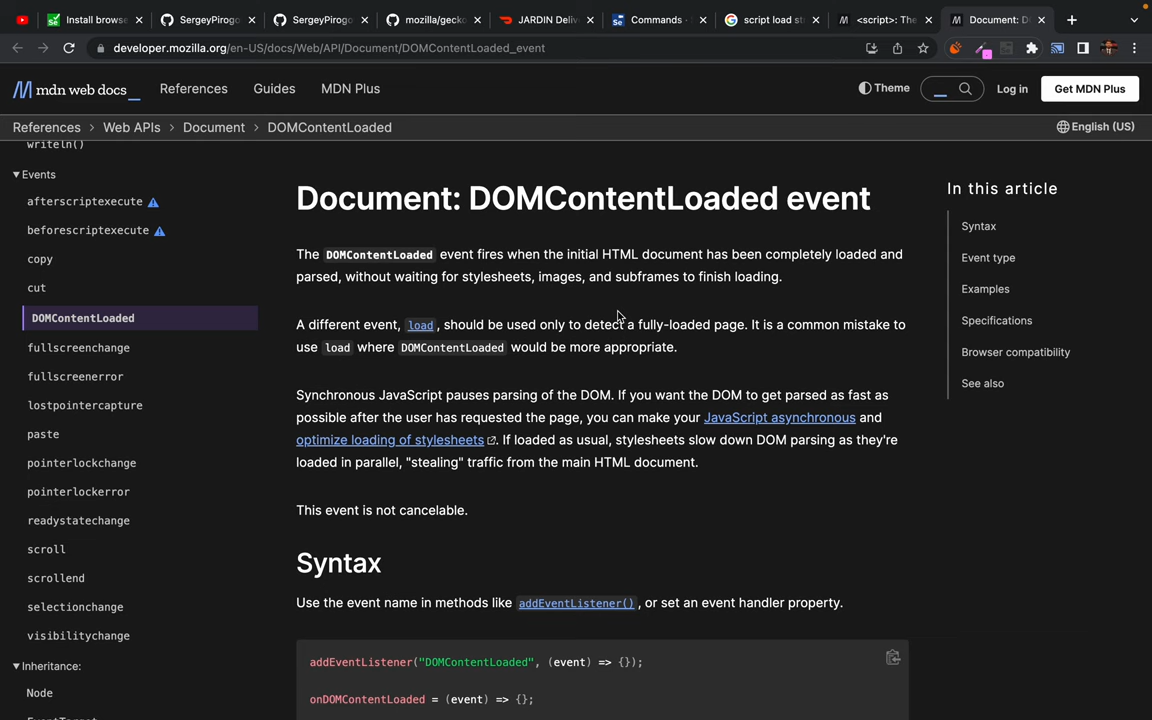 Install browse
SergeyPirogo
SergeyPirogo
mozilla/gecko
JARDIN Deliv
Commands -
script load st
<script>: The
Document: DO
developer.mozilla.org/en-US/docs/Web/API/Document/DOMContentLoaded_event
mdn web docs_
References
Guides
MDN Plus
Theme
Log in
Get MDN Plus
References > Web APIs > Document > DOMContentLoaded
English (US)
writeln()
Events
afterscriptexecute
beforescriptexecute
copy
cut
DOMContentLoaded
fullscreenchange
fullscreenerror
lostpointercapture
paste
pointerlockchange
pointerlockerror
readystatechange
scroll
scrollend
selectionchange
visibilitychange
Inheritance:
Node
EventTarget
Document: DOMContentLoaded event
The DOMContentLoaded event fires when the initial HTML document has been completely loaded and
parsed, without waiting for stylesheets, images, and subframes to finish loading.
A different event, load, should be used only to detect a fully-loaded page. It is a common mistake to
use load where DOMContentLoaded would be more appropriate.
Synchronous JavaScript pauses parsing of the DOM. If you want the DOM to get parsed as fast as
possible after the user has requested the page, you can make your JavaScript asynchronous and
optimize loading of stylesheets. If loaded as usual, stylesheets slow down DOM parsing as they're
loaded in parallel, "stealing" traffic from the main HTML document.
This event is not cancelable.
Syntax
Use the event name in methods like addEventListener(), or set an event handler property.
addEventListener("DOMContentLoaded", (event) => {});
onDOMContentLoaded = (event) => {};
In this article
Syntax
Event type
Examples
Specifications
Browser compatibility
See also